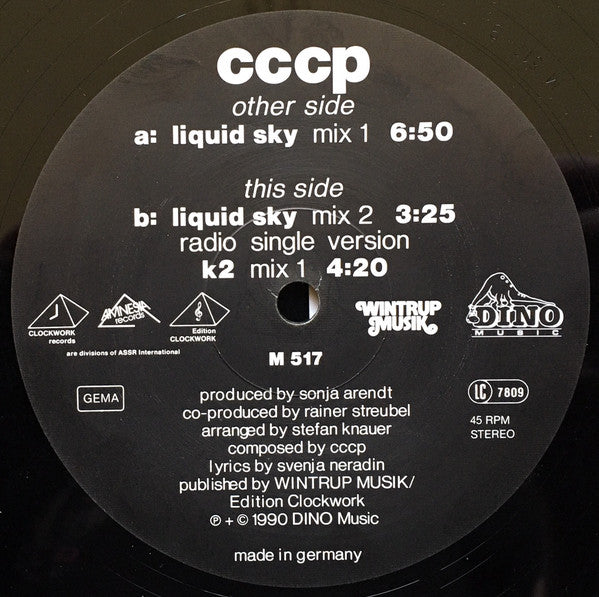 cccp
other side
a: liquid sky mix 1 6:50
this side
b: liquid sky mix 2 3:25
radio single version
k2 mix 1 4:20
CLOCKWORK
records
AMNESIA
records
Edition
CLOCKWORK
are divisions of ASSR International
WINTRUP
MUSIK
DINO
MUSIC
M 517
GEMA
LC 7809
45 RPM
STEREO
produced by sonja arendt
co-produced by rainer streubel
arranged by stefan knauer
composed by cccp
lyrics by svenja neradin
published by WINTRUP MUSIK/
Edition Clockwork
℗ + © 1990 DINO Music
made in germany